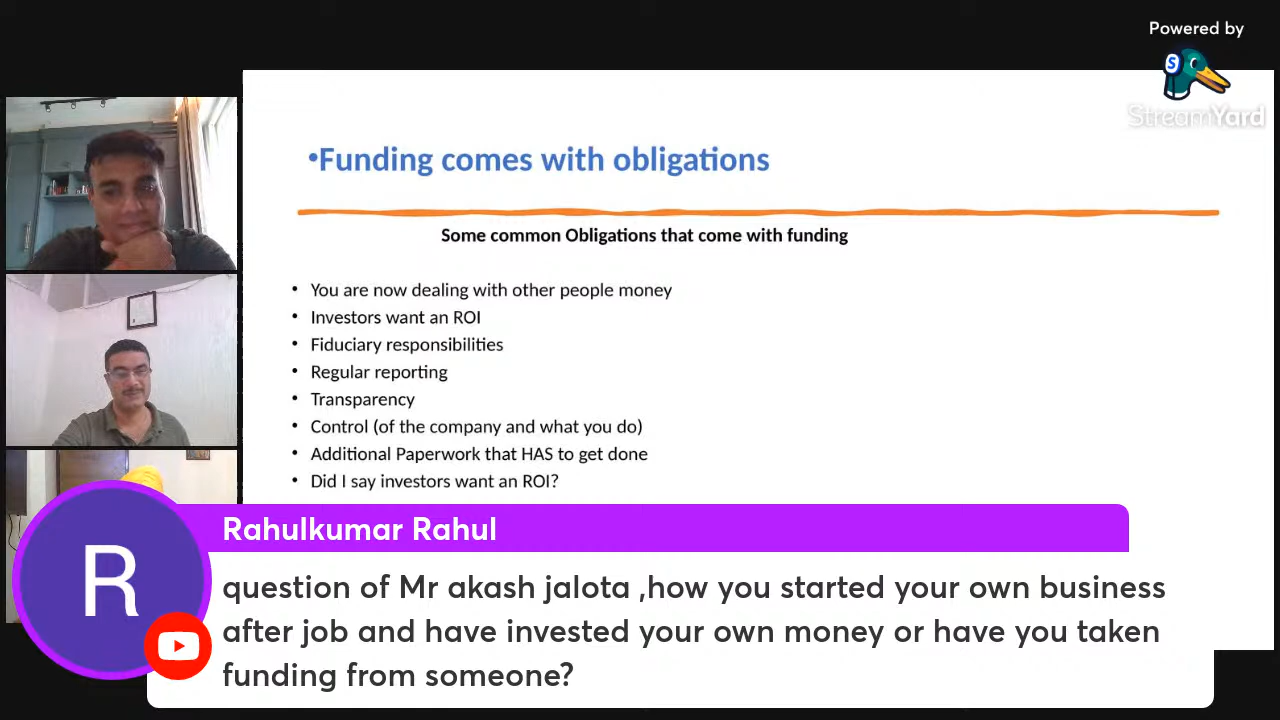 Powered by
S
StreamYard
•Funding comes with obligations
Some common Obligations that come with funding
• You are now dealing with other people money
• Investors want an ROI
• Fiduciary responsibilities
• Regular reporting
• Transparency
• Control (of the company and what you do)
• Additional Paperwork that HAS to get done
• Did I say investors want an ROI?
R
Rahulkumar Rahul
question of Mr akash jalota ,how you started your own business
after job and have invested your own money or have you taken
funding from someone?